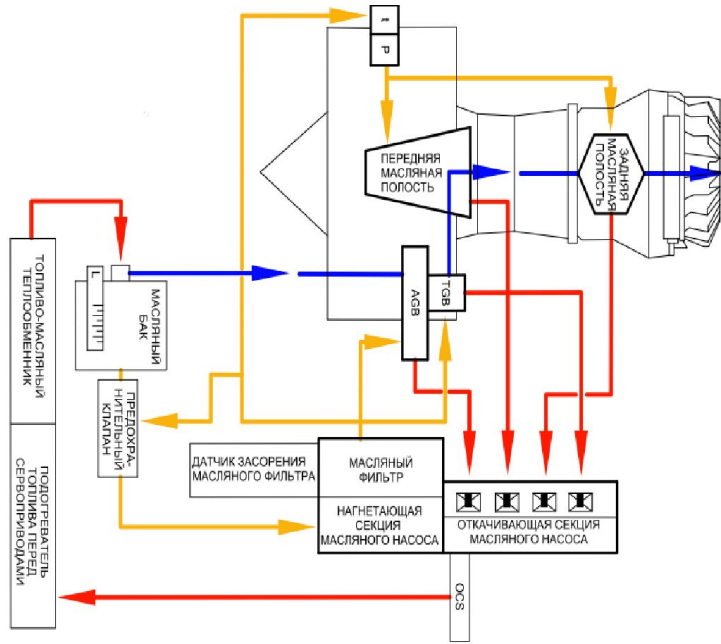 t
P
ПЕРЕДНЯЯ
МАСЛЯНАЯ
ПОЛОСТЬ
ЗАДНЯЯ
МАСЛЯНАЯ
ПОЛОСТЬ
ТОПЛИВО-МАСЛЯНЫЙ
ТЕПЛООБМЕННИК
L
МАСЛЯНЫЙ
БАК
AGB
TGB
ПРЕДОХРА-
НИТЕЛЬНЫЙ
КЛАПАН
ПОДОГРЕВАТЕЛЬ
ТОПЛИВА ПЕРЕД
СЕРВОПРИВОДАМИ
ДАТЧИК ЗАСОРЕНИЯ
МАСЛЯНОГО ФИЛЬТРА
МАСЛЯНЫЙ
ФИЛЬТР
НАГНЕТАЮЩАЯ
СЕКЦИЯ
МАСЛЯНОГО НАСОСА
ОТКАЧИВАЮЩАЯ СЕКЦИЯ
МАСЛЯНОГО НАСОСА
OCS